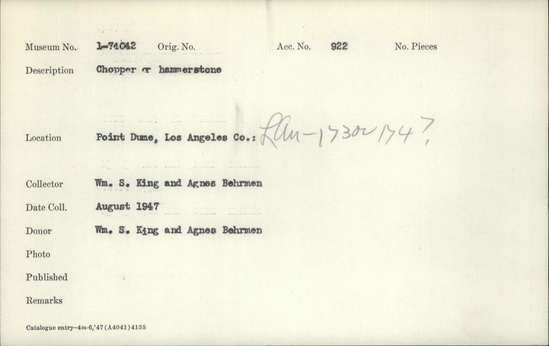 Museum No. 1-74042 Orig. No. Acc. No. 922 No. Pieces
Description Chopper or hammerstone
Location Point Dume, Los Angeles Co.: LAn-173 or 174?
Collector Wm. S. King and Agnes Behrmen
Date Coll. August 1947
Donor Wm. S. King and Agnes Behrmen
Photo
Published
Remarks
Catalogue entry—4m-6,'47 (A4041) 4135